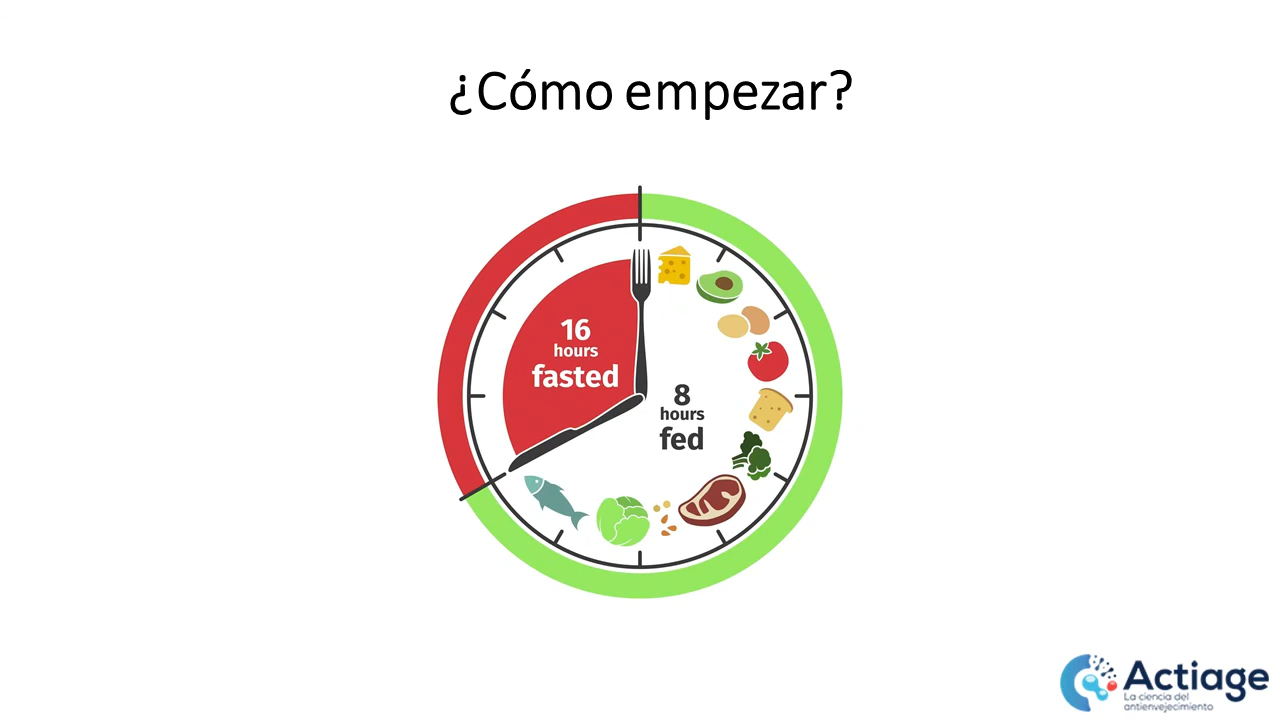 ¿Cómo empezar?
16
hours
fasted
8
hours
fed
Actiage
La ciencia del
antienvejecimiento